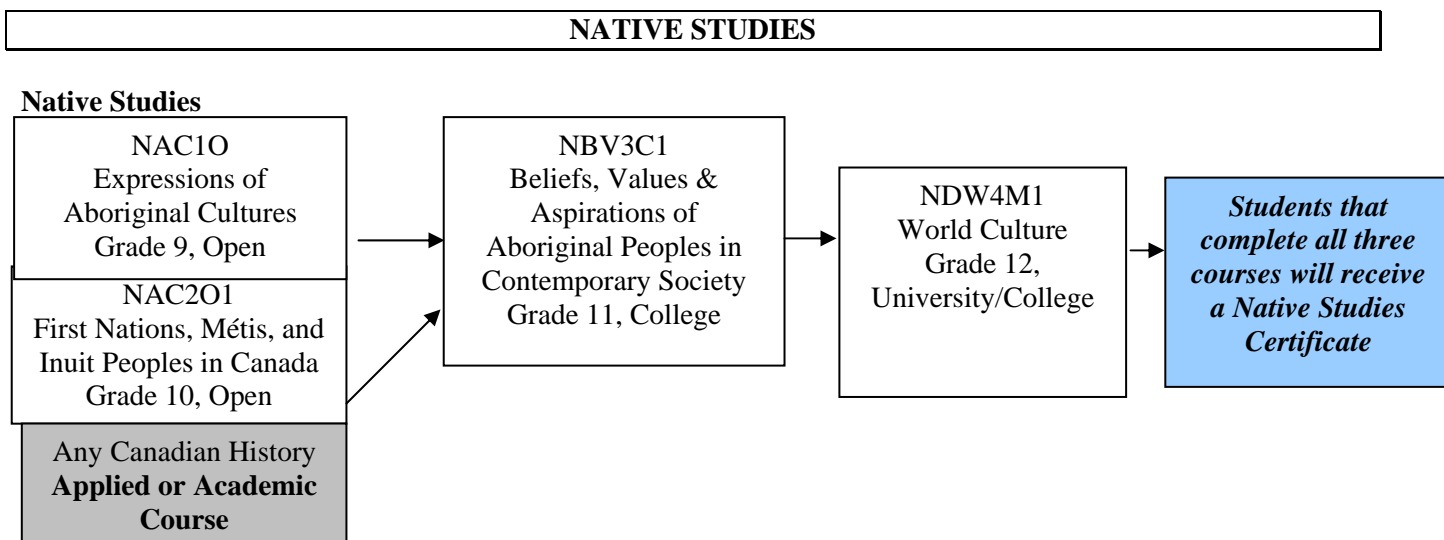 NATIVE STUDIES
Native Studies
NAC1O
Expressions of
Aboriginal Cultures
Grade 9, Open
NAC2O1
First Nations, Métis, and
Inuit Peoples in Canada
Grade 10, Open
Any Canadian History
Applied or Academic
Course
NBV3C1
Beliefs, Values &
Aspirations of
Aboriginal Peoples in
Contemporary Society
Grade 11, College
NDW4M1
World Culture
Grade 12,
University/College
Students that
complete all three
courses will receive
a Native Studies
Certificate